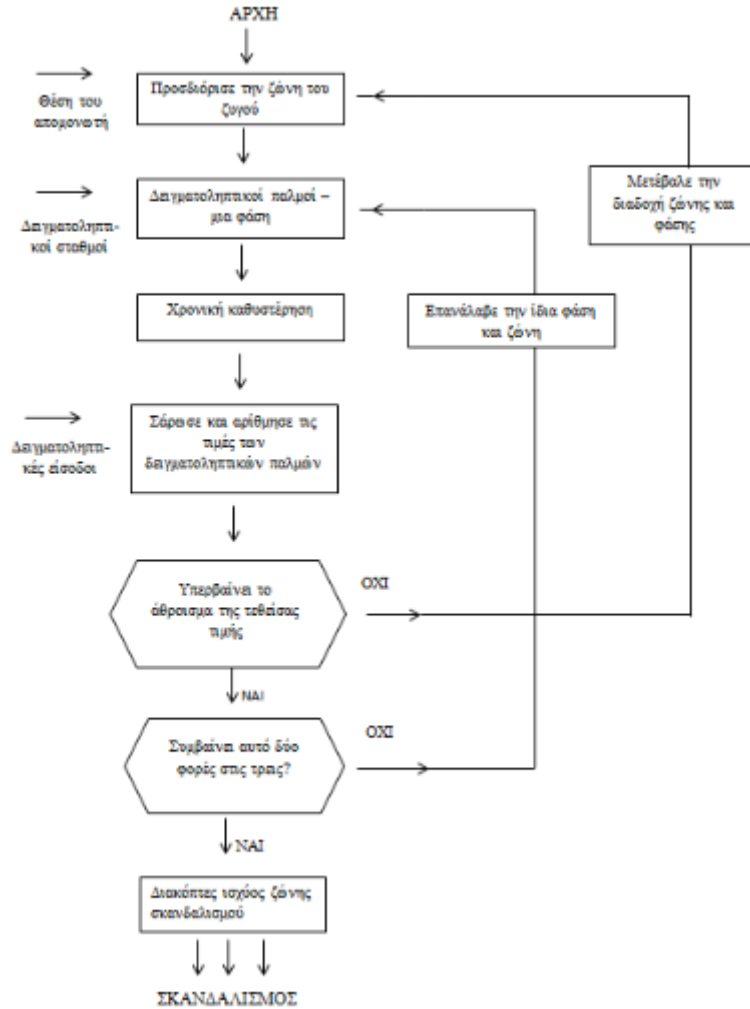 ΑΡΧΗ
Προσδιόρισε την ζώνη του
ζυγού
Θέση του
απομονωτή
Μετέβαλε την
διαδοχή ζώνης και
φάσης
Δειγματοληπτικοί παλμοί –
μια φάση
Δειγματοληπτι-
κοί σταθμοί
Χρονική καθυστέρηση
Επανάλαβε την ίδια φάση
και ζώνη
Σάρωσε και αρίθμησε τις
τιμές των
δειγματοληπτικών παλμών
Δειγματοληπτι-
κές είσοδοι
Υπερβαίνει το
άθροισμα της τεθείσας
τιμής
ΟΧΙ
ΝΑΙ
Συμβαίνει αυτό δύο
φορές στις τρεις?
ΟΧΙ
ΝΑΙ
Διακόπτες ισχύος ζώνης
σκανδαλισμού
ΣΚΑΝΔΑΛΙΣΜΟΣ